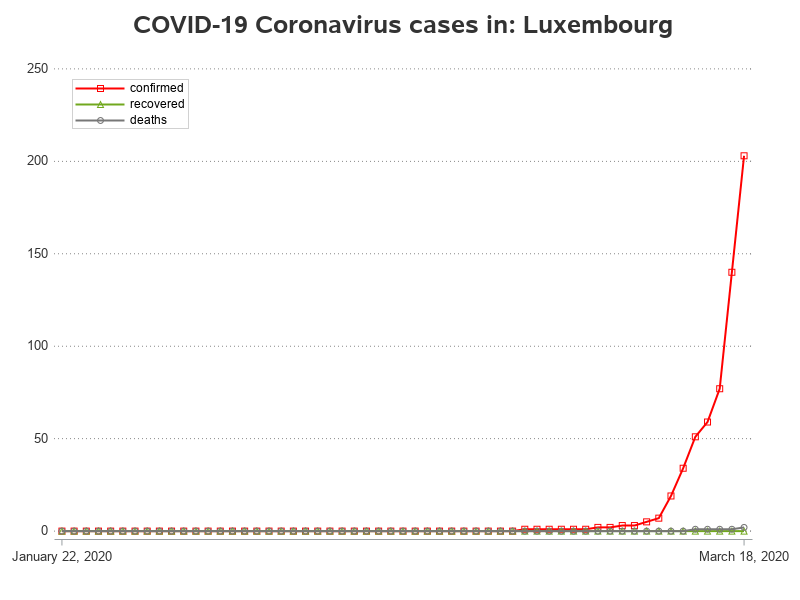 COVID-19 Coronavirus cases in: Luxembourg
250
confirmed
recovered
deaths
200
150
100
50
0
January 22, 2020 March 18, 2020